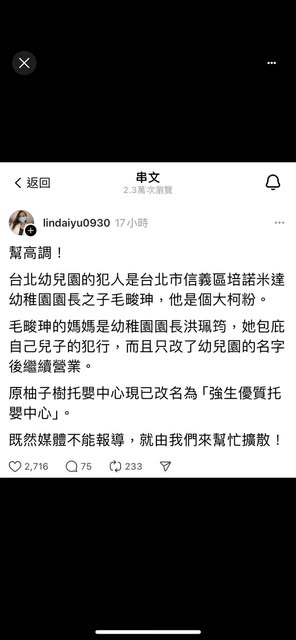 返回
串文
2.3萬次瀏覽
lindaiyu0930 17小時
幫高調！
台北幼兒園的犯人是台北市信義區培諾米達
幼稚園園長之子毛畯珅，他是個大柯粉。
毛畯珅的媽媽是幼稚園園長洪珮筠，她包庇
自己兒子的犯行，而且只改了幼兒園的名字
後繼續營業。
原柚子樹托嬰中心現已改名為「強生優質托
嬰中心」。
既然媒體不能報導，就由我們來幫忙擴散！
2,716 75 233